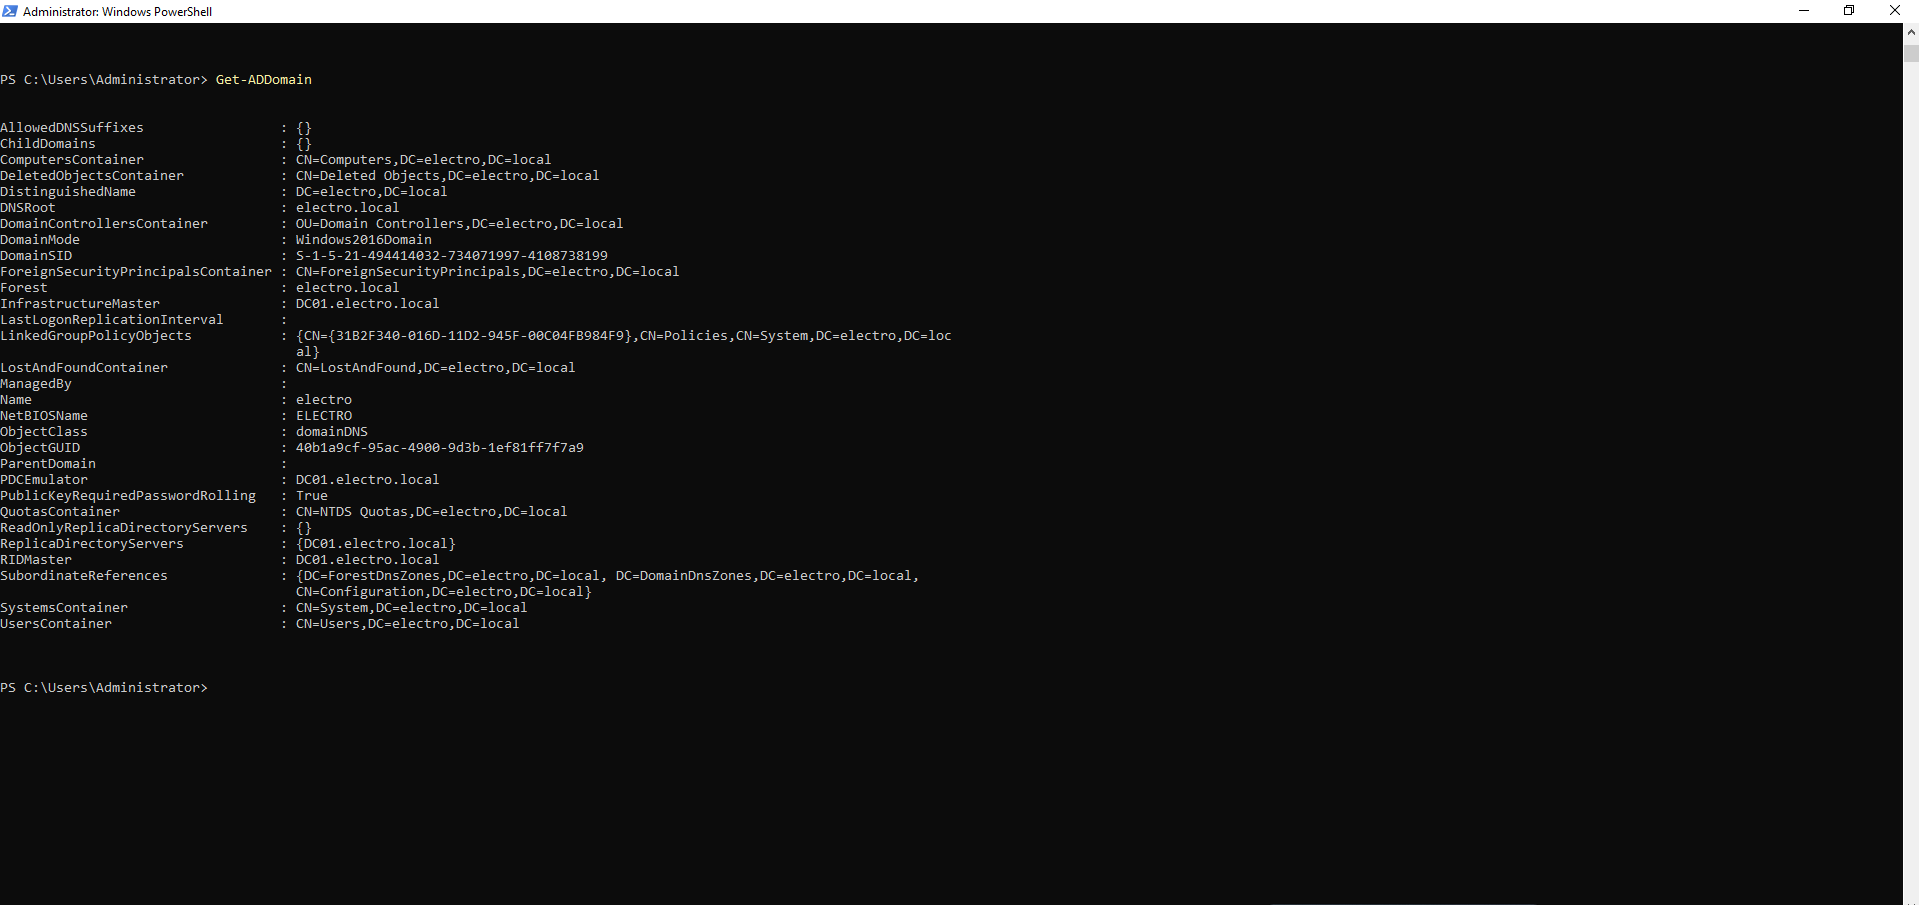 Administrator: Windows PowerShell
PS C:\Users\Administrator> Get-ADDomain
AllowedDNSSuffixes                 : {}
ChildDomains                       : {}
ComputersContainer                 : CN=Computers,DC=electro,DC=local
DeletedObjectsContainer            : CN=Deleted Objects,DC=electro,DC=local
DistinguishedName                  : DC=electro,DC=local
DNSRoot                            : electro.local
DomainControllersContainer         : OU=Domain Controllers,DC=electro,DC=local
DomainMode                         : Windows2016Domain
DomainSID                          : S-1-5-21-494414032-734071997-4108738199
ForeignSecurityPrincipalsContainer : CN=ForeignSecurityPrincipals,DC=electro,DC=local
Forest                             : electro.local
InfrastructureMaster               : DC01.electro.local
LastLogonReplicationInterval       :
LinkedGroupPolicyObjects           : {CN={31B2F340-016D-11D2-945F-00C04FB984F9},CN=Policies,CN=System,DC=electro,DC=loc
                                     al}
LostAndFoundContainer              : CN=LostAndFound,DC=electro,DC=local
ManagedBy                          :
Name                               : electro
NetBIOSName                        : ELECTRO
ObjectClass                        : domainDNS
ObjectGUID                         : 40b1a9cf-95ac-4900-9d3b-1ef81ff7f7a9
ParentDomain                       :
PDCEmulator                        : DC01.electro.local
PublicKeyRequiredPasswordRolling   : True
QuotasContainer                    : CN=NTDS Quotas,DC=electro,DC=local
ReadOnlyReplicaDirectoryServers    : {}
ReplicaDirectoryServers            : {DC01.electro.local}
RIDMaster                          : DC01.electro.local
SubordinateReferences              : {DC=ForestDnsZones,DC=electro,DC=local, DC=DomainDnsZones,DC=electro,DC=local,
                                     CN=Configuration,DC=electro,DC=local}
SystemsContainer                   : CN=System,DC=electro,DC=local
UsersContainer                     : CN=Users,DC=electro,DC=local
PS C:\Users\Administrator>